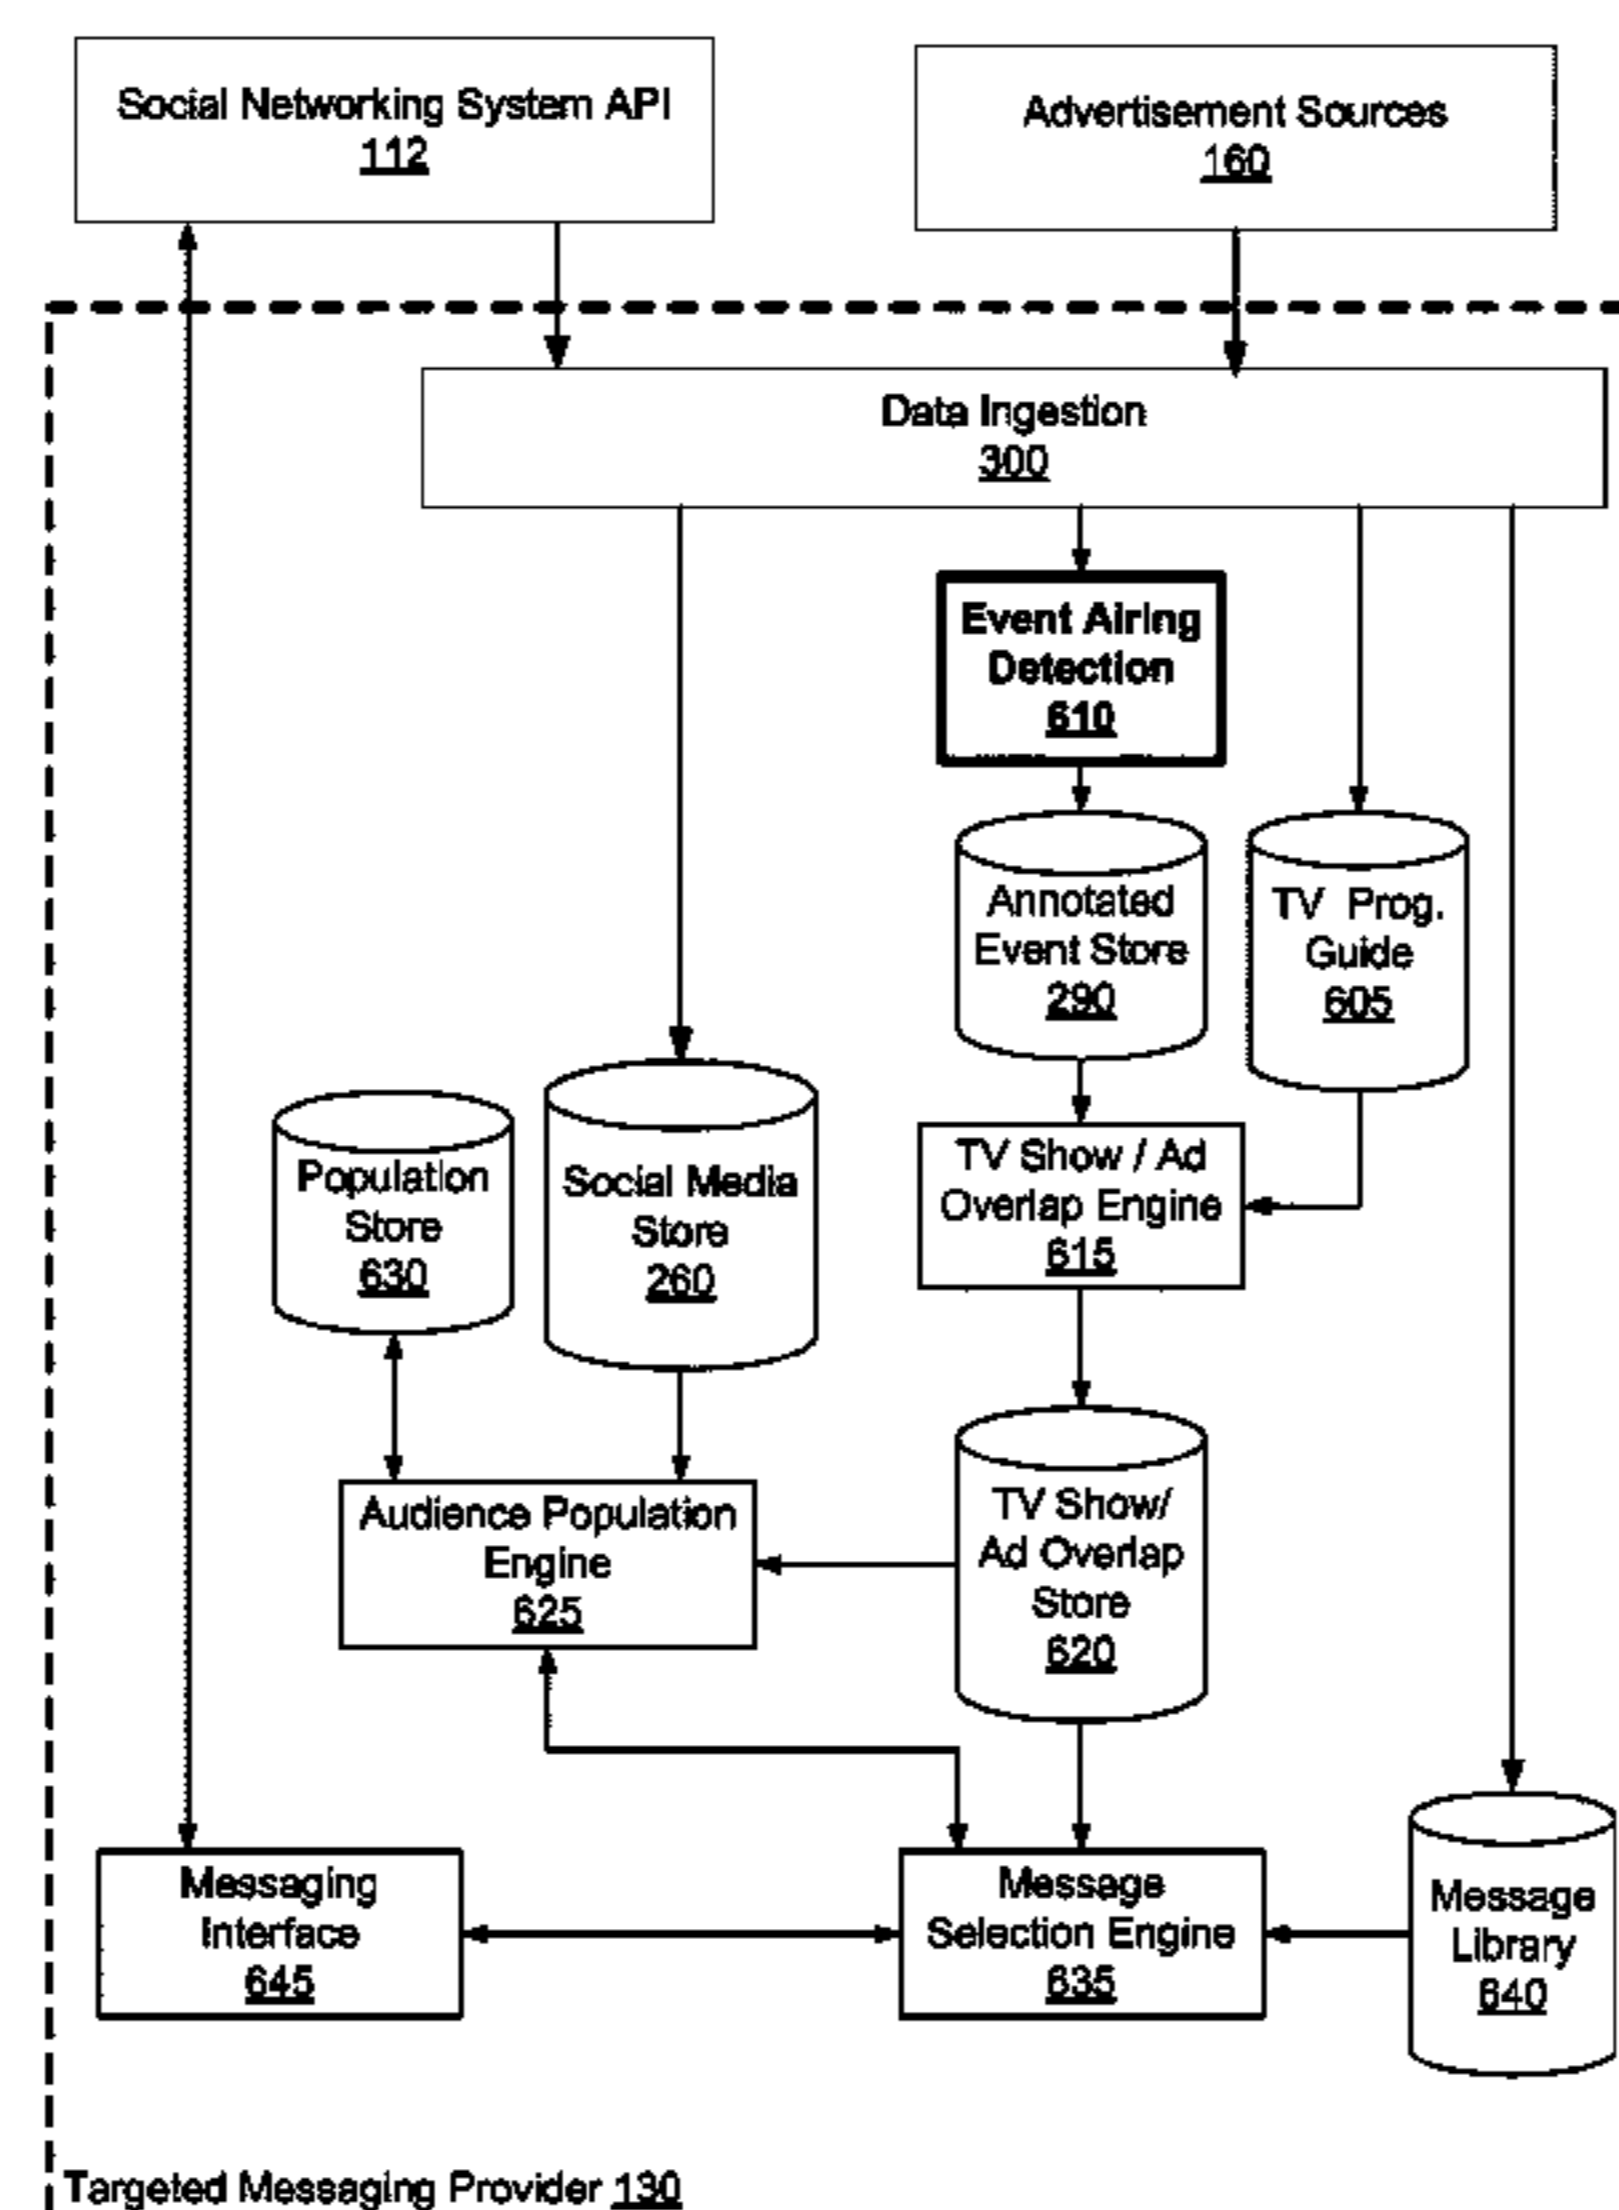 Social Networking System API
112
Advertisement Sources
160
Data Ingestion
300
Event Airing
Detection
610
Annotated
Event Store
290
TV Prog.
Guide
605
Population
Store
630
Social Media
Store
260
TV Show / Ad
Overlap Engine
615
Audience Population
Engine
625
TV Show/
Ad Overlap
Store
620
Messaging
Interface
645
Message
Selection Engine
635
Message
Library
640
Targeted Messaging Provider 130